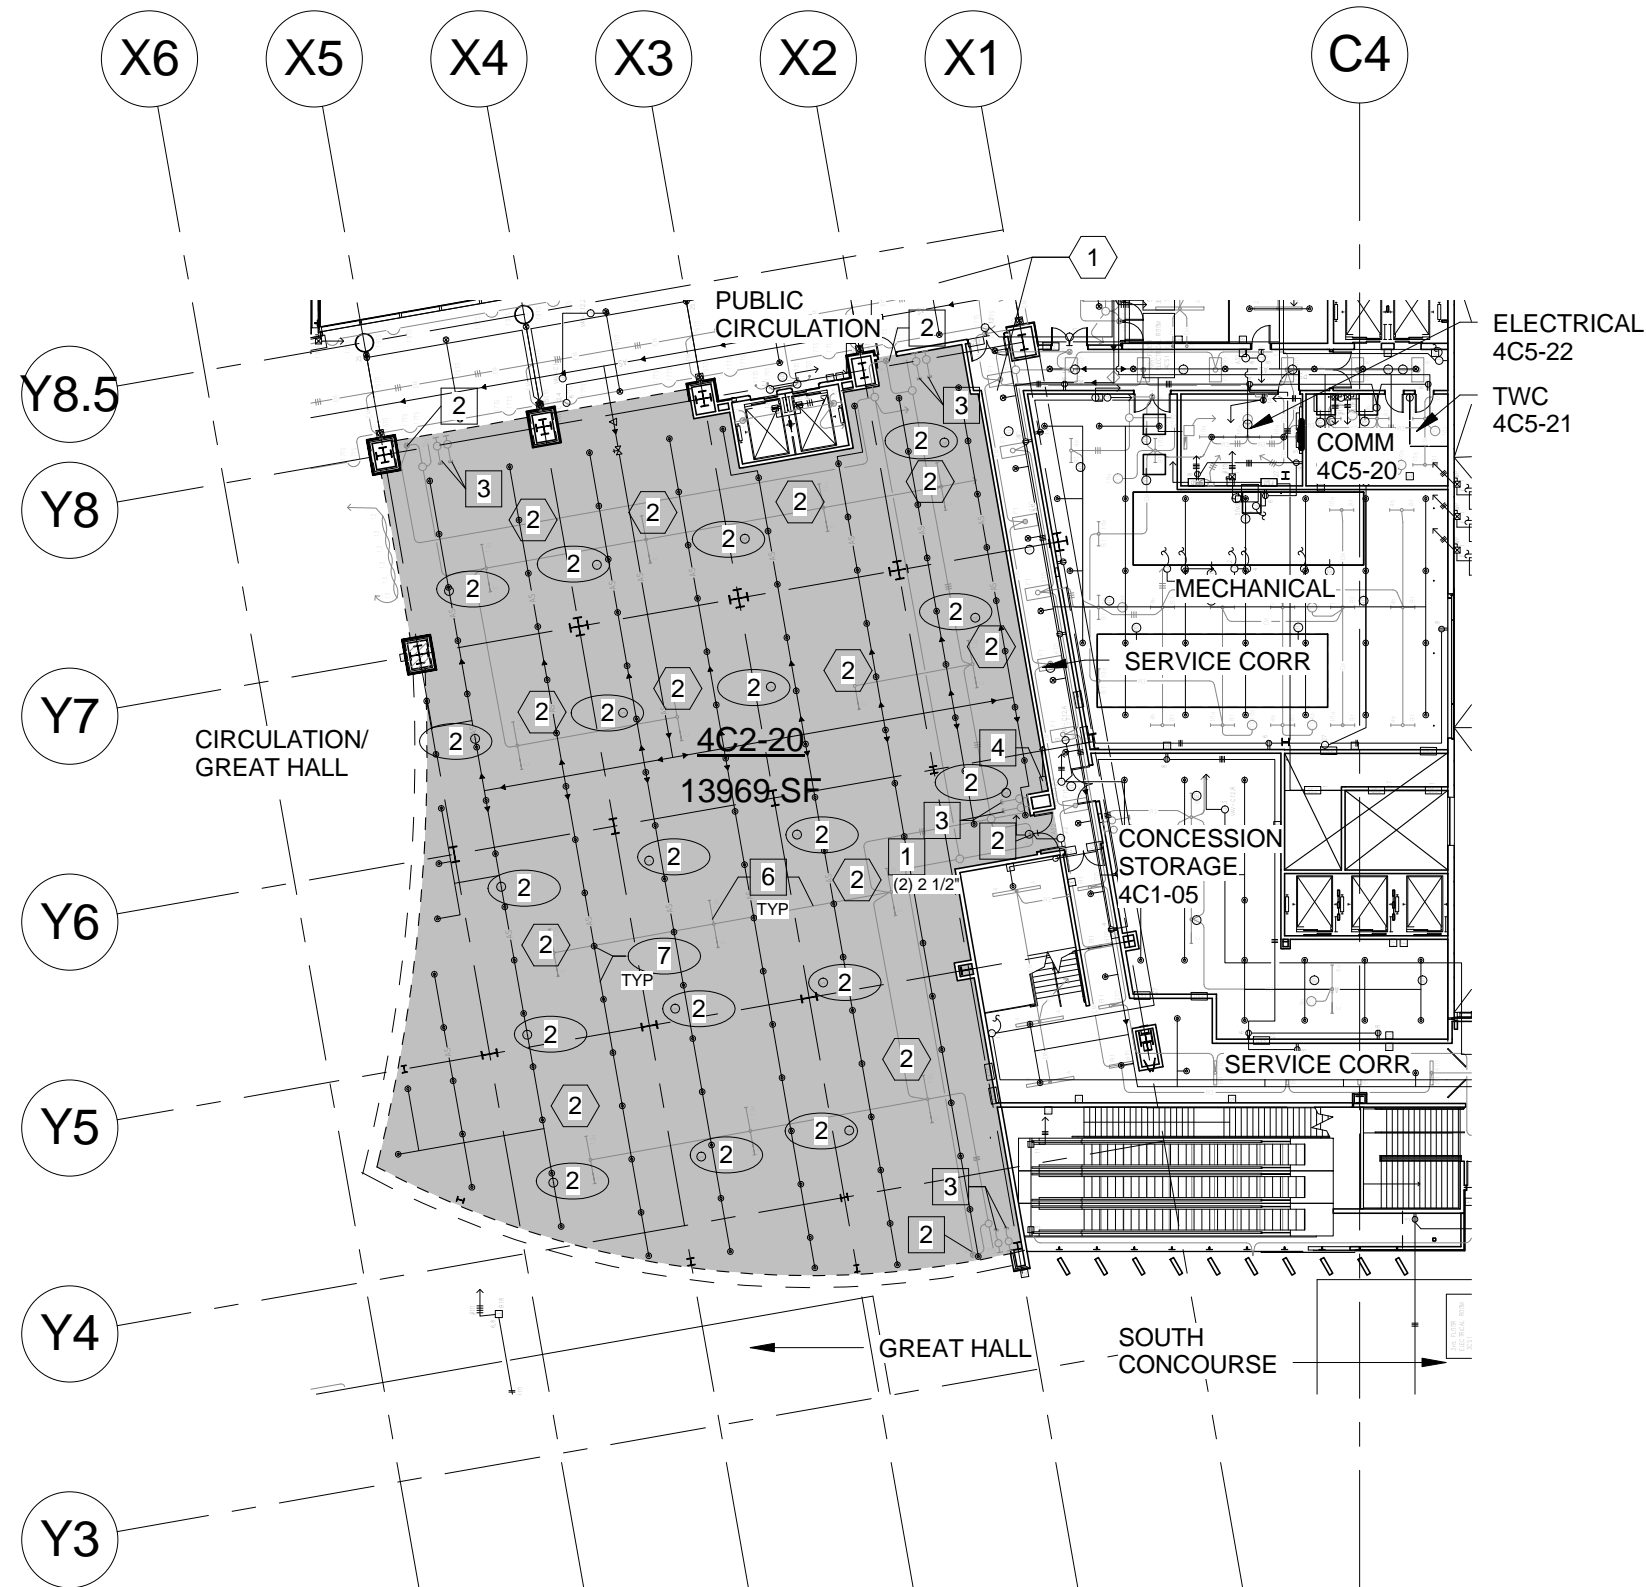 X6
X5
X4
X3
X2
X1
C4
1
PUBLIC
CIRCULATION
2
ELECTRICAL
4C5-22
Y8.5
2
3
TWC
4C5-21
2
COMM
4C5-20
3
2
2
2
2
2
Y8
2
2
2
MECHANICAL
2
2
SERVICE CORR
2
2
2
Y7
2
2
CIRCULATION/
GREAT HALL
2
4C2-20
4
2
13969 SF
3
2
2
CONCESSION
STORAGE
4C1-05
2
1
(2) 2 1/2"
6
TYP
2
2
Y6
2
7
TYP
2
2
2
2
SERVICE CORR
2
Y5
2
2
2
2
3
2
Y4
GREAT HALL
SOUTH
CONCOURSE
Y3